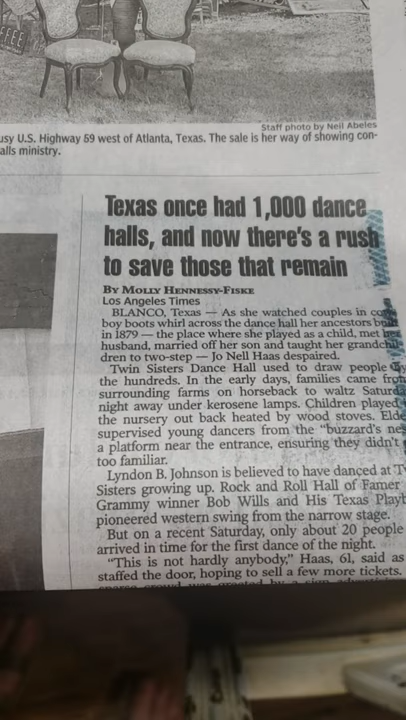 Staff photo by Neil Abeles
usy U.S. Highway 59 west of Atlanta, Texas. The sale is her way of showing con-
alls ministry.
Texas once had 1,000 dance
halls, and now there's a rush
to save those that remain
BY MOLLY HENNESSY-FISKE
Los Angeles Times
BLANCO, Texas — As she watched couples in
boy boots whirl across the dance hall her ancestors built
in 1879 — the place where she played as a child, met her
husband, married off her son and taught her grandchil-
dren to two-step — Jo Nell Haas despaired.
Twin Sisters Dance Hall used to draw people by
the hundreds. In the early days, families came from
surrounding farms on horseback to waltz
night away under kerosene lamps. Children played
the nursery out back heated by wood stoves.
supervised young dancers from the "buzzard's
a platform near the entrance, ensuring they didn't
too familiar.
Lyndon B. Johnson is believed to have danced at
Sisters growing up. Rock and Roll Hall of Famer
Grammy winner Bob Wills and His Texas
pioneered western swing from the narrow stage.
But on a recent Saturday, only about 20 people
arrived in time for the first dance of the night.
"This is not hardly anybody," Haas, 61, said as
staffed the door, hoping to sell a few more tickets.